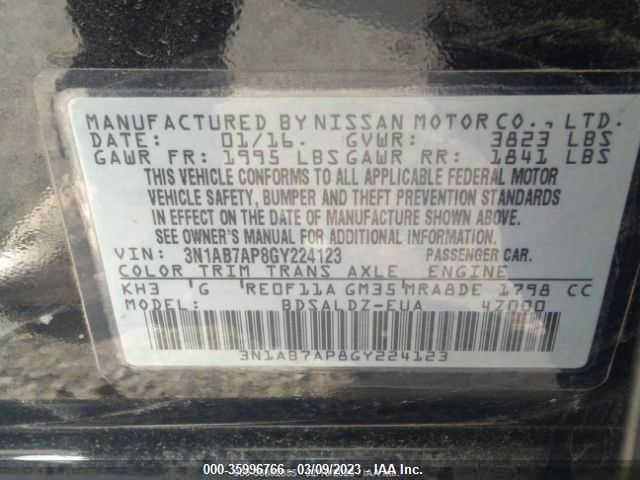 MANUFACTURED BY NISSAN MOTOR CO., LTD.
DATE: 01/16. GVWR: 3823 LBS
GAWR FR: 1995 LBS GAWR RR: 1841 LBS
THIS VEHICLE CONFORMS TO ALL APPLICABLE FEDERAL MOTOR
VEHICLE SAFETY, BUMPER AND THEFT PREVENTION STANDARDS
IN EFFECT ON THE DATE OF MANUFACTURE SHOWN ABOVE.
SEE OWNER'S MANUAL FOR ADDITIONAL INFORMATION.
VIN: 3N1AB7AP8GY224123 PASSENGER CAR.
COLOR TRIM TRANS AXLE ENGINE
KH3 G RE0F11A GM35 MRA8DE 1798 CC
MODEL: BDSALDZ-EUA 47000
3N1AB7AP8GY224123
000-35996766 - 03/09/2023 - IAA Inc.